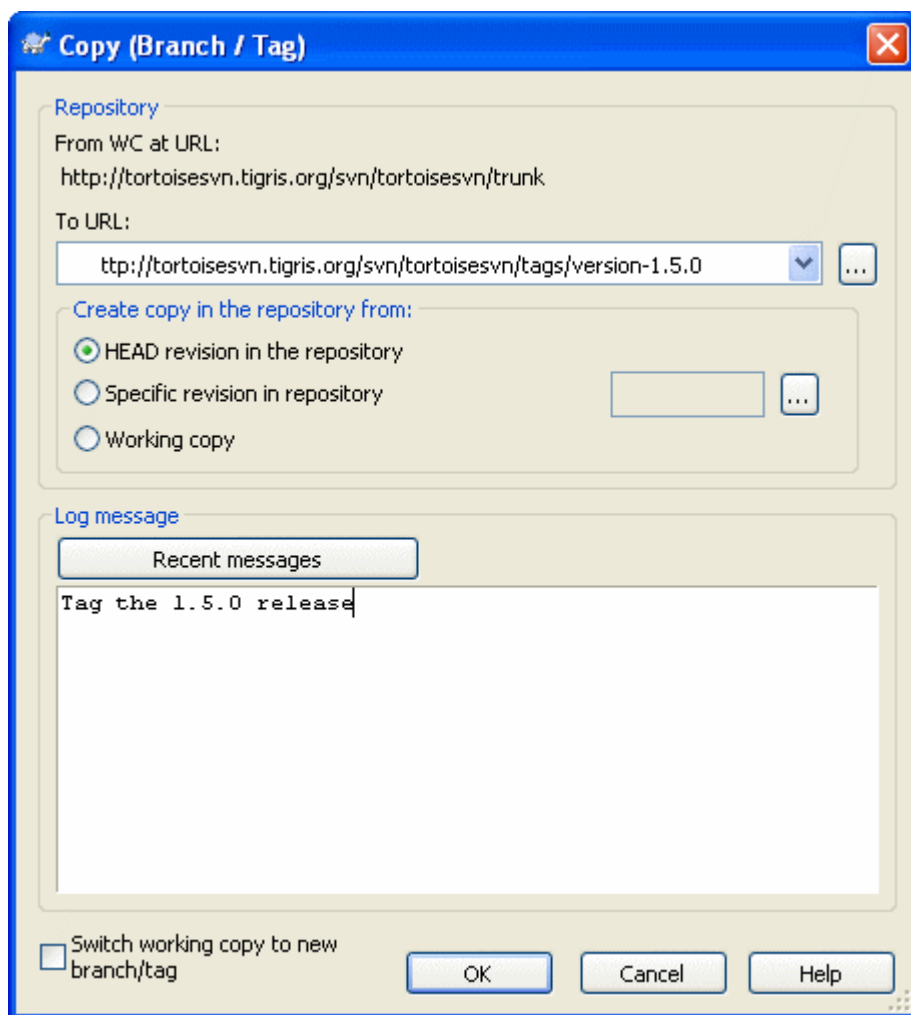 Copy (Branch / Tag)
Repository
From WC at URL:
http://tortoisesvn.tigris.org/svn/tortoisesvn/trunk
To URL:
ttp://tortoisesvn.tigris.org/svn/tortoisesvn/tags/version-1.5.0
...
Create copy in the repository from:
HEAD revision in the repository
Specific revision in repository
...
Working copy
Log message
Recent messages
Tag the 1.5.0 release
Switch working copy to new
branch/tag
OK Cancel Help